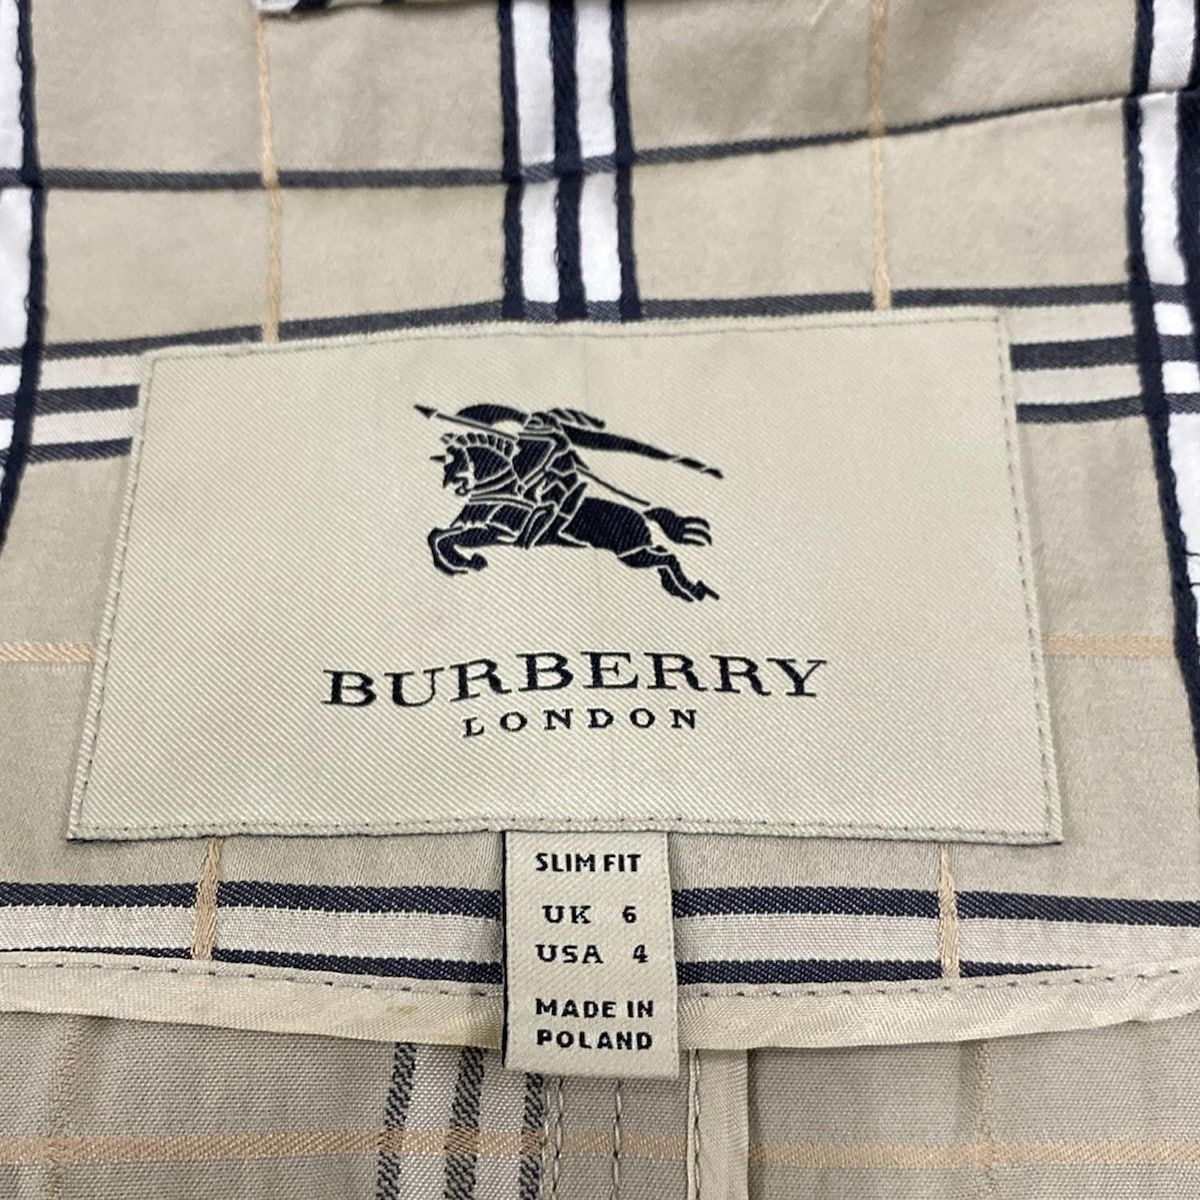 BURBERRY
LONDON
SLIM FIT
UK 6
USA 4
MADE IN
POLAND